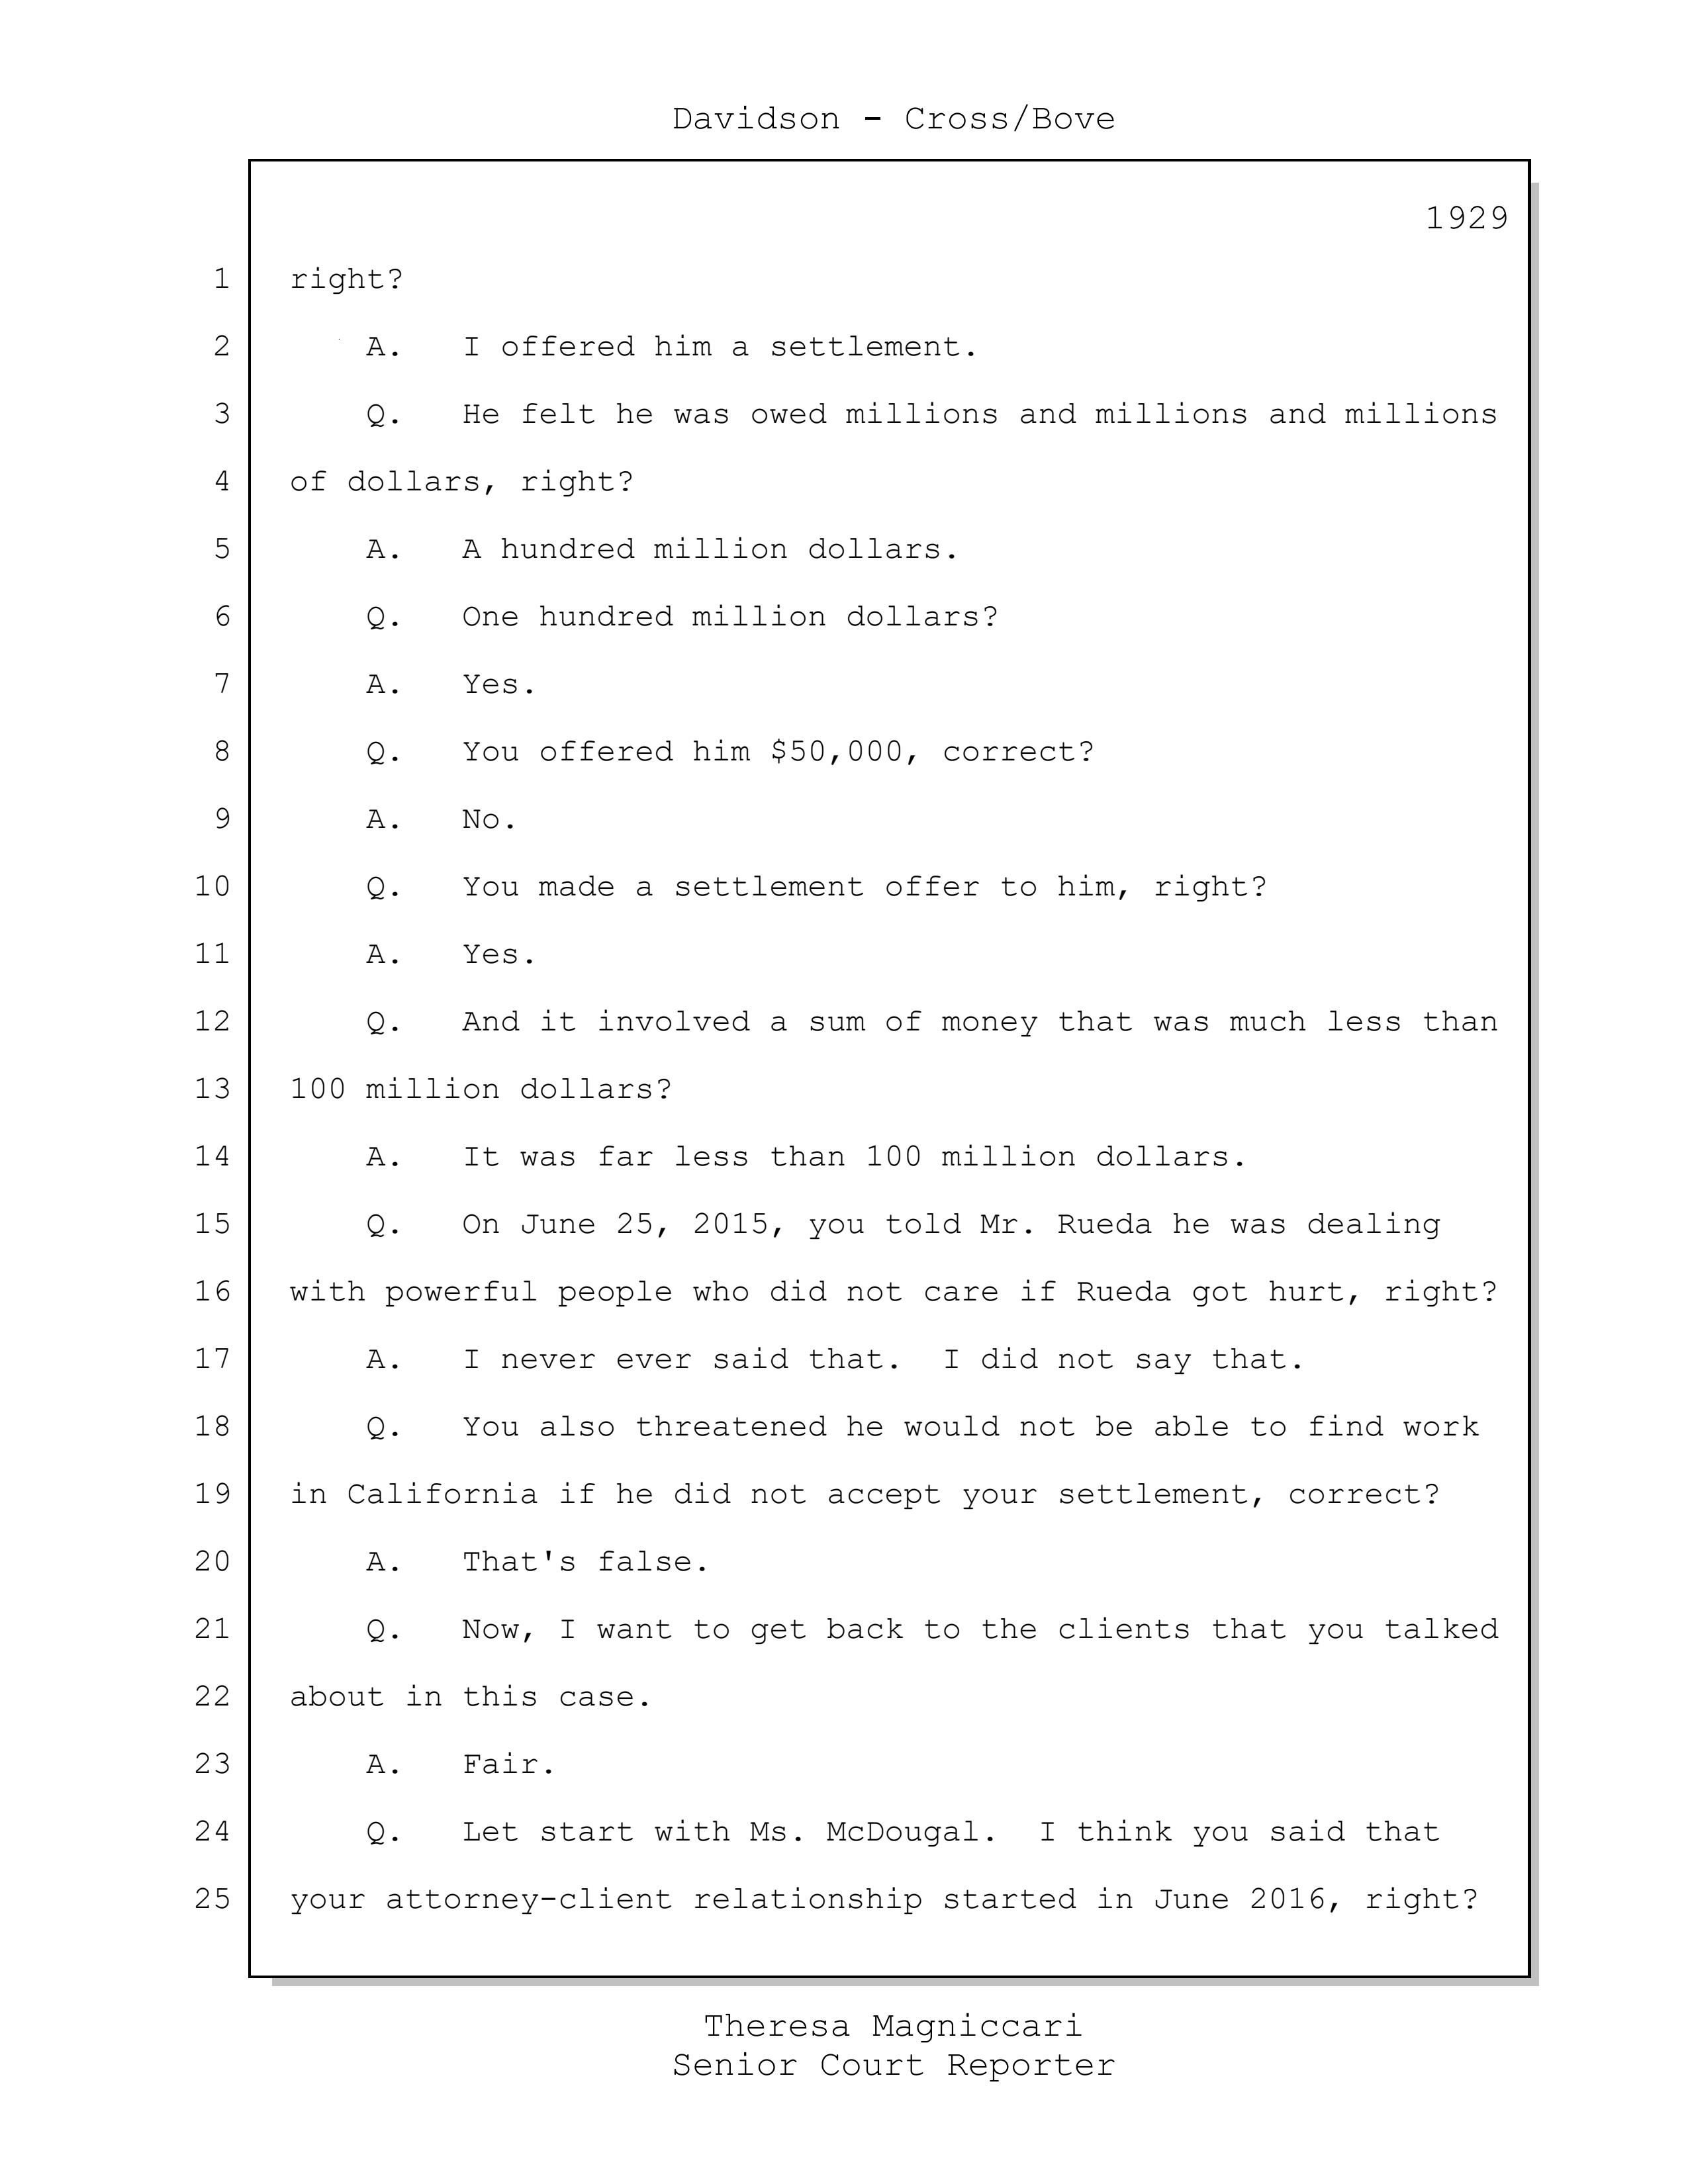 Davidson - Cross/Bove
1929
1 right?
2 A. I offered him a settlement.
3 Q. He felt he was owed millions and millions and millions
4 of dollars, right?
5 A. A hundred million dollars.
6 Q. One hundred million dollars?
7 A. Yes.
8 Q. You offered him $50,000, correct?
9 A. No.
10 Q. You made a settlement offer to him, right?
11 A. Yes.
12 Q. And it involved a sum of money that was much less than
13 100 million dollars?
14 A. It was far less than 100 million dollars.
15 Q. On June 25, 2015, you told Mr. Rueda he was dealing
16 with powerful people who did not care if Rueda got hurt, right?
17 A. I never ever said that. I did not say that.
18 Q. You also threatened he would not be able to find work
19 in California if he did not accept your settlement, correct?
20 A. That's false.
21 Q. Now, I want to get back to the clients that you talked
22 about in this case.
23 A. Fair.
24 Q. Let start with Ms. McDougal. I think you said that
25 your attorney-client relationship started in June 2016, right?
Theresa Magniccari
Senior Court Reporter